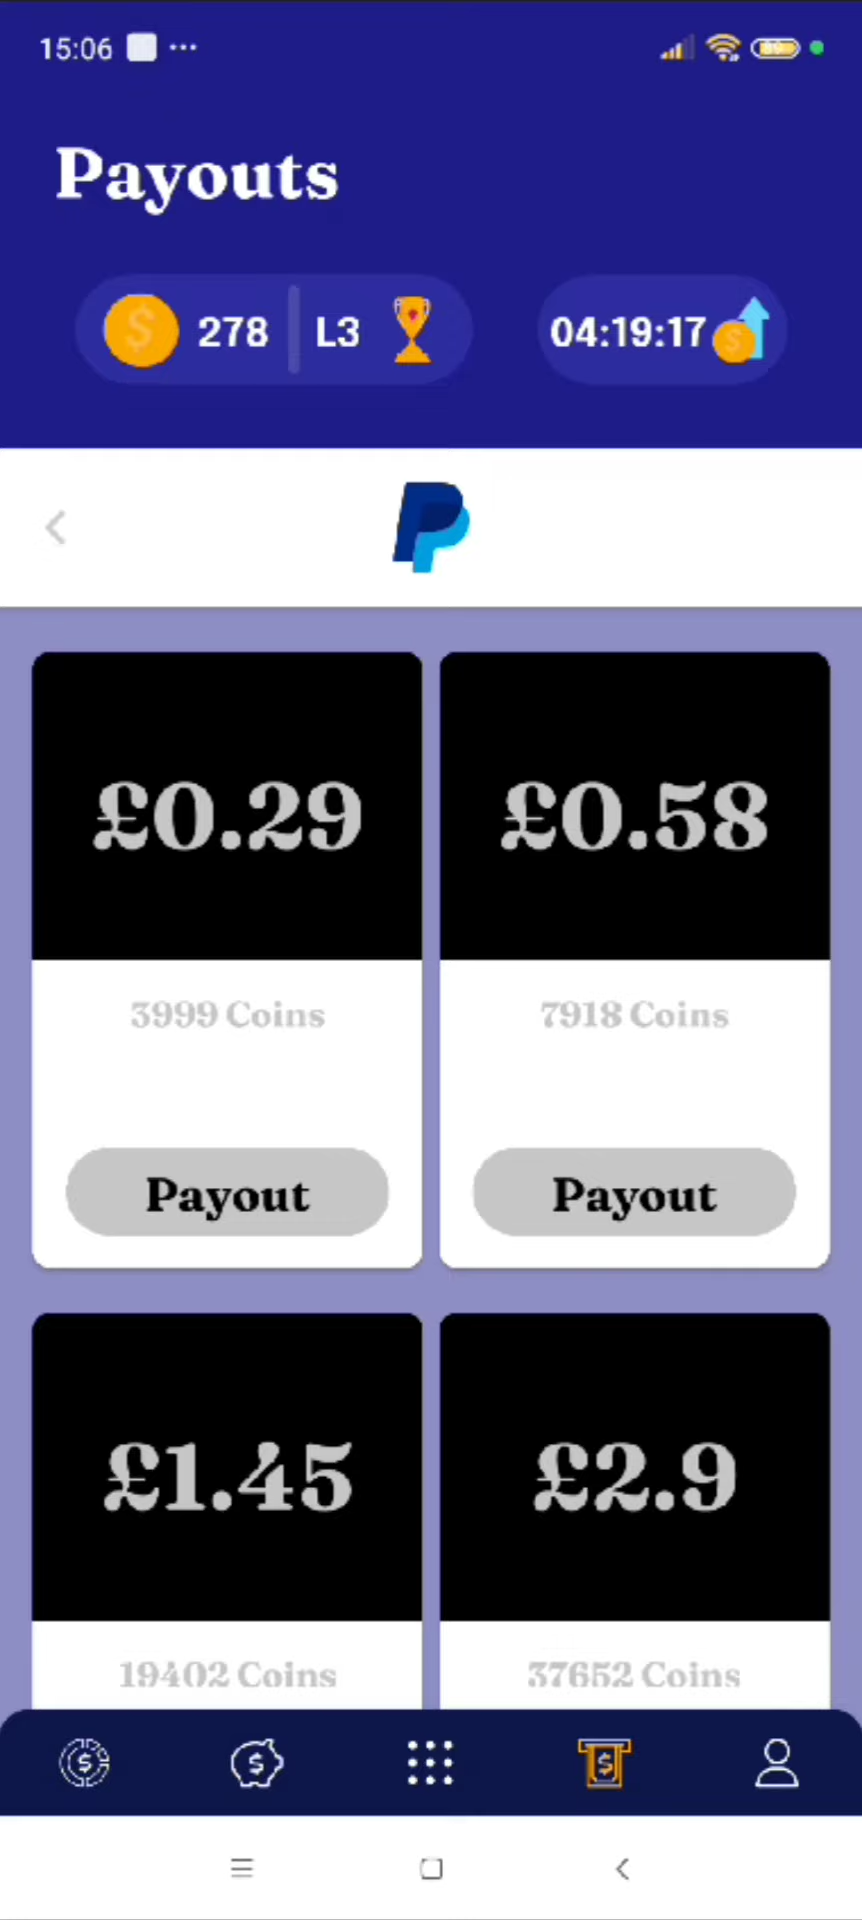 15:06
Payouts
278 L3 04:19:17
£0.29 £0.58
3999 Coins 7918 Coins
Payout Payout
£1.45 £2.9
19402 Coins 37652 Coins